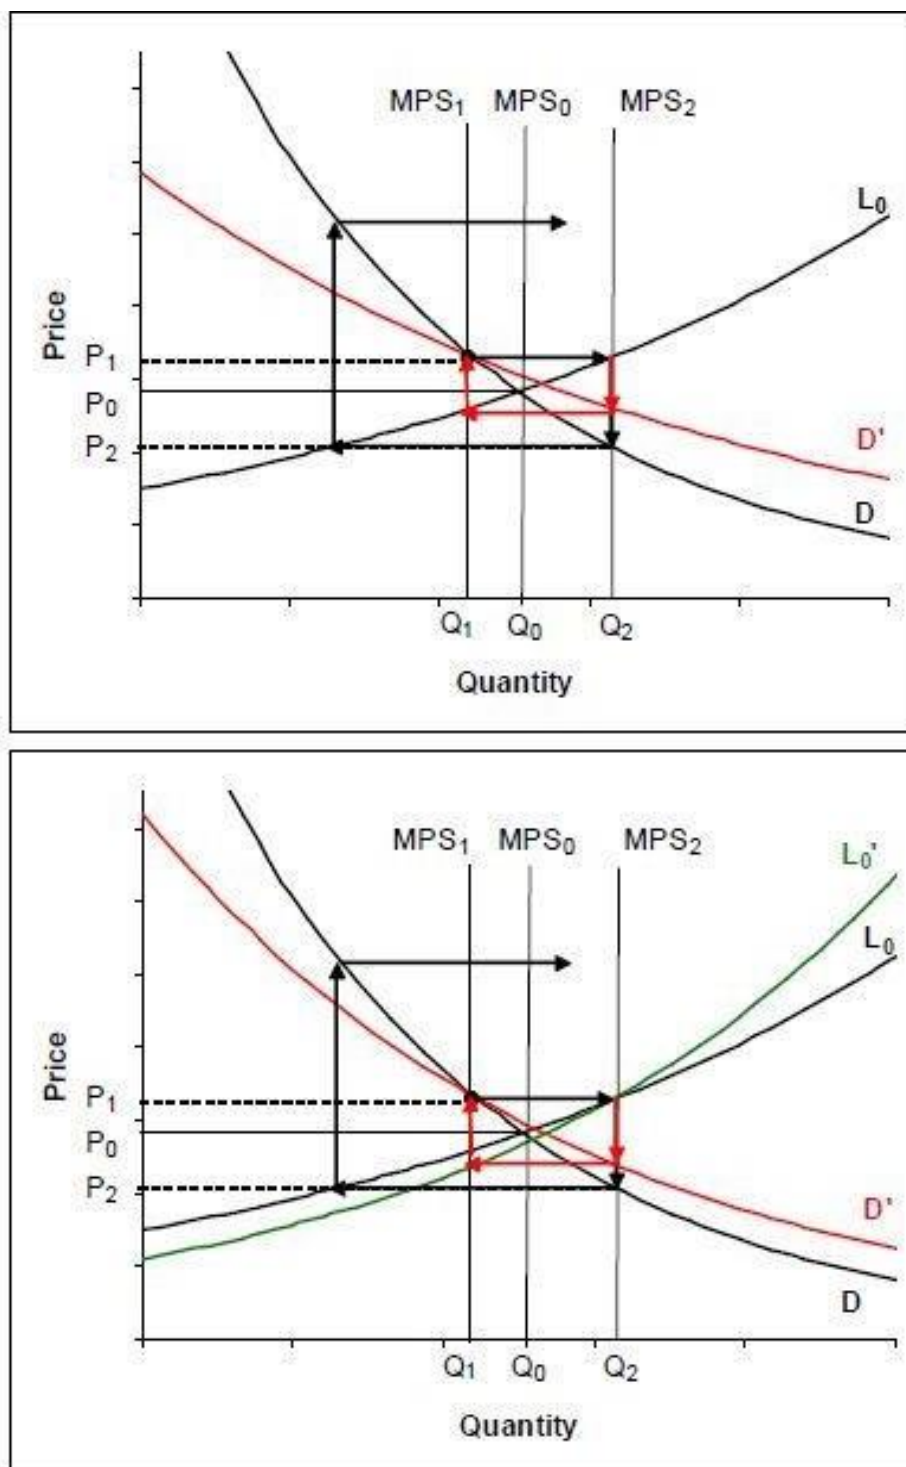 MPS₁ MPS₀ MPS₂
L₀
Price
P₁
P₀
P₂
D'
D
Q₁ Q₀ Q₂
Quantity
MPS₁ MPS₀ MPS₂
L₀'
L₀
Price
P₁
P₀
P₂
D'
D
Q₁ Q₀ Q₂
Quantity